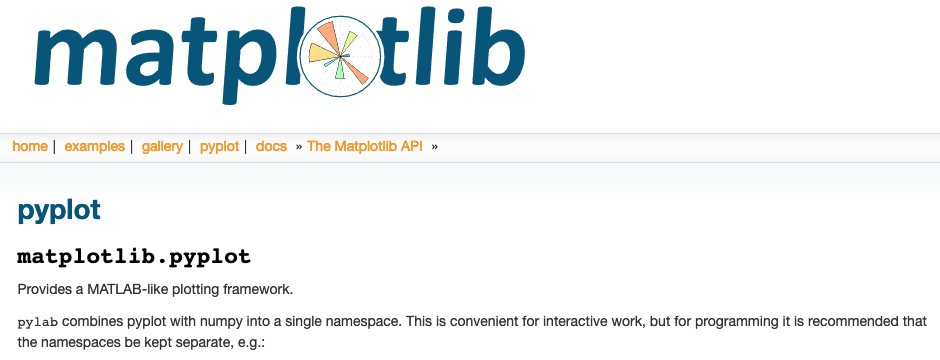 matplotlib
home | examples | gallery | pyplot | docs » The Matplotlib API »
pyplot
matplotlib.pyplot
Provides a MATLAB-like plotting framework.
pylab combines pyplot with numpy into a single namespace. This is convenient for interactive work, but for programming it is recommended that
the namespaces be kept separate, e.g.: